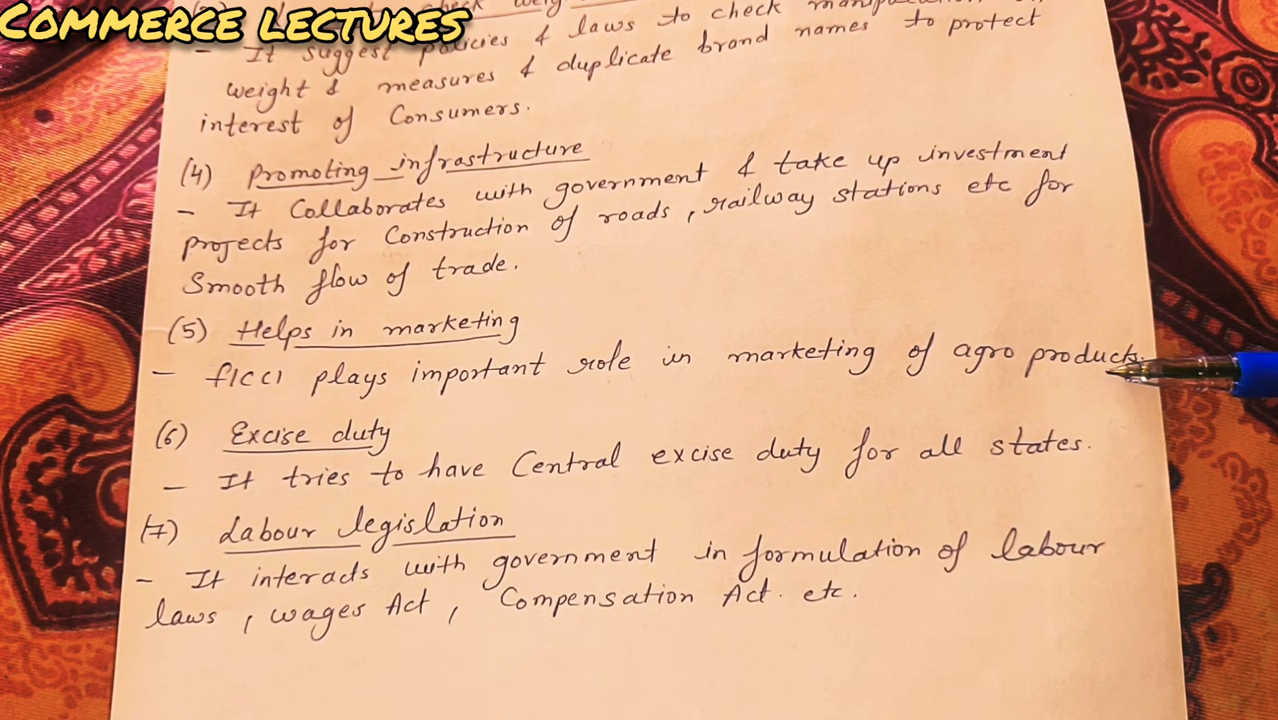 COMMERCE LECTURES
check
- It suggest policies & laws to check
weight & measures & duplicate brand names to protect
interest of Consumers.
(4) Promoting infrastructure
- It Collaborates with government & take up investment
projects for Construction of roads, railway stations etc for
Smooth flow of trade.
(5) Helps in marketing
- FICCI plays important role in marketing of agro products.
(6) Excise duty
- It tries to have Central excise duty for all states.
(7) Labour legislation
- It interacts with government in formulation of labour
laws, wages Act, Compensation Act. etc.